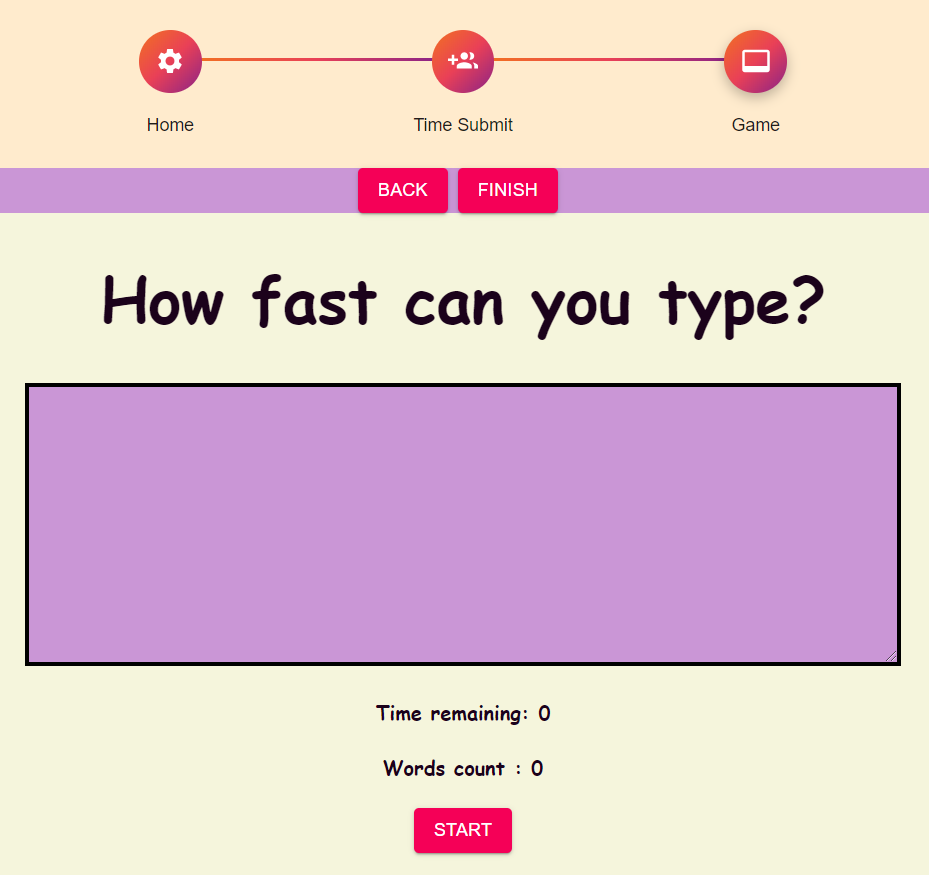 Home Time Submit Game
BACK FINISH
How fast can you type?
Time remaining: 0
Words count : 0
START